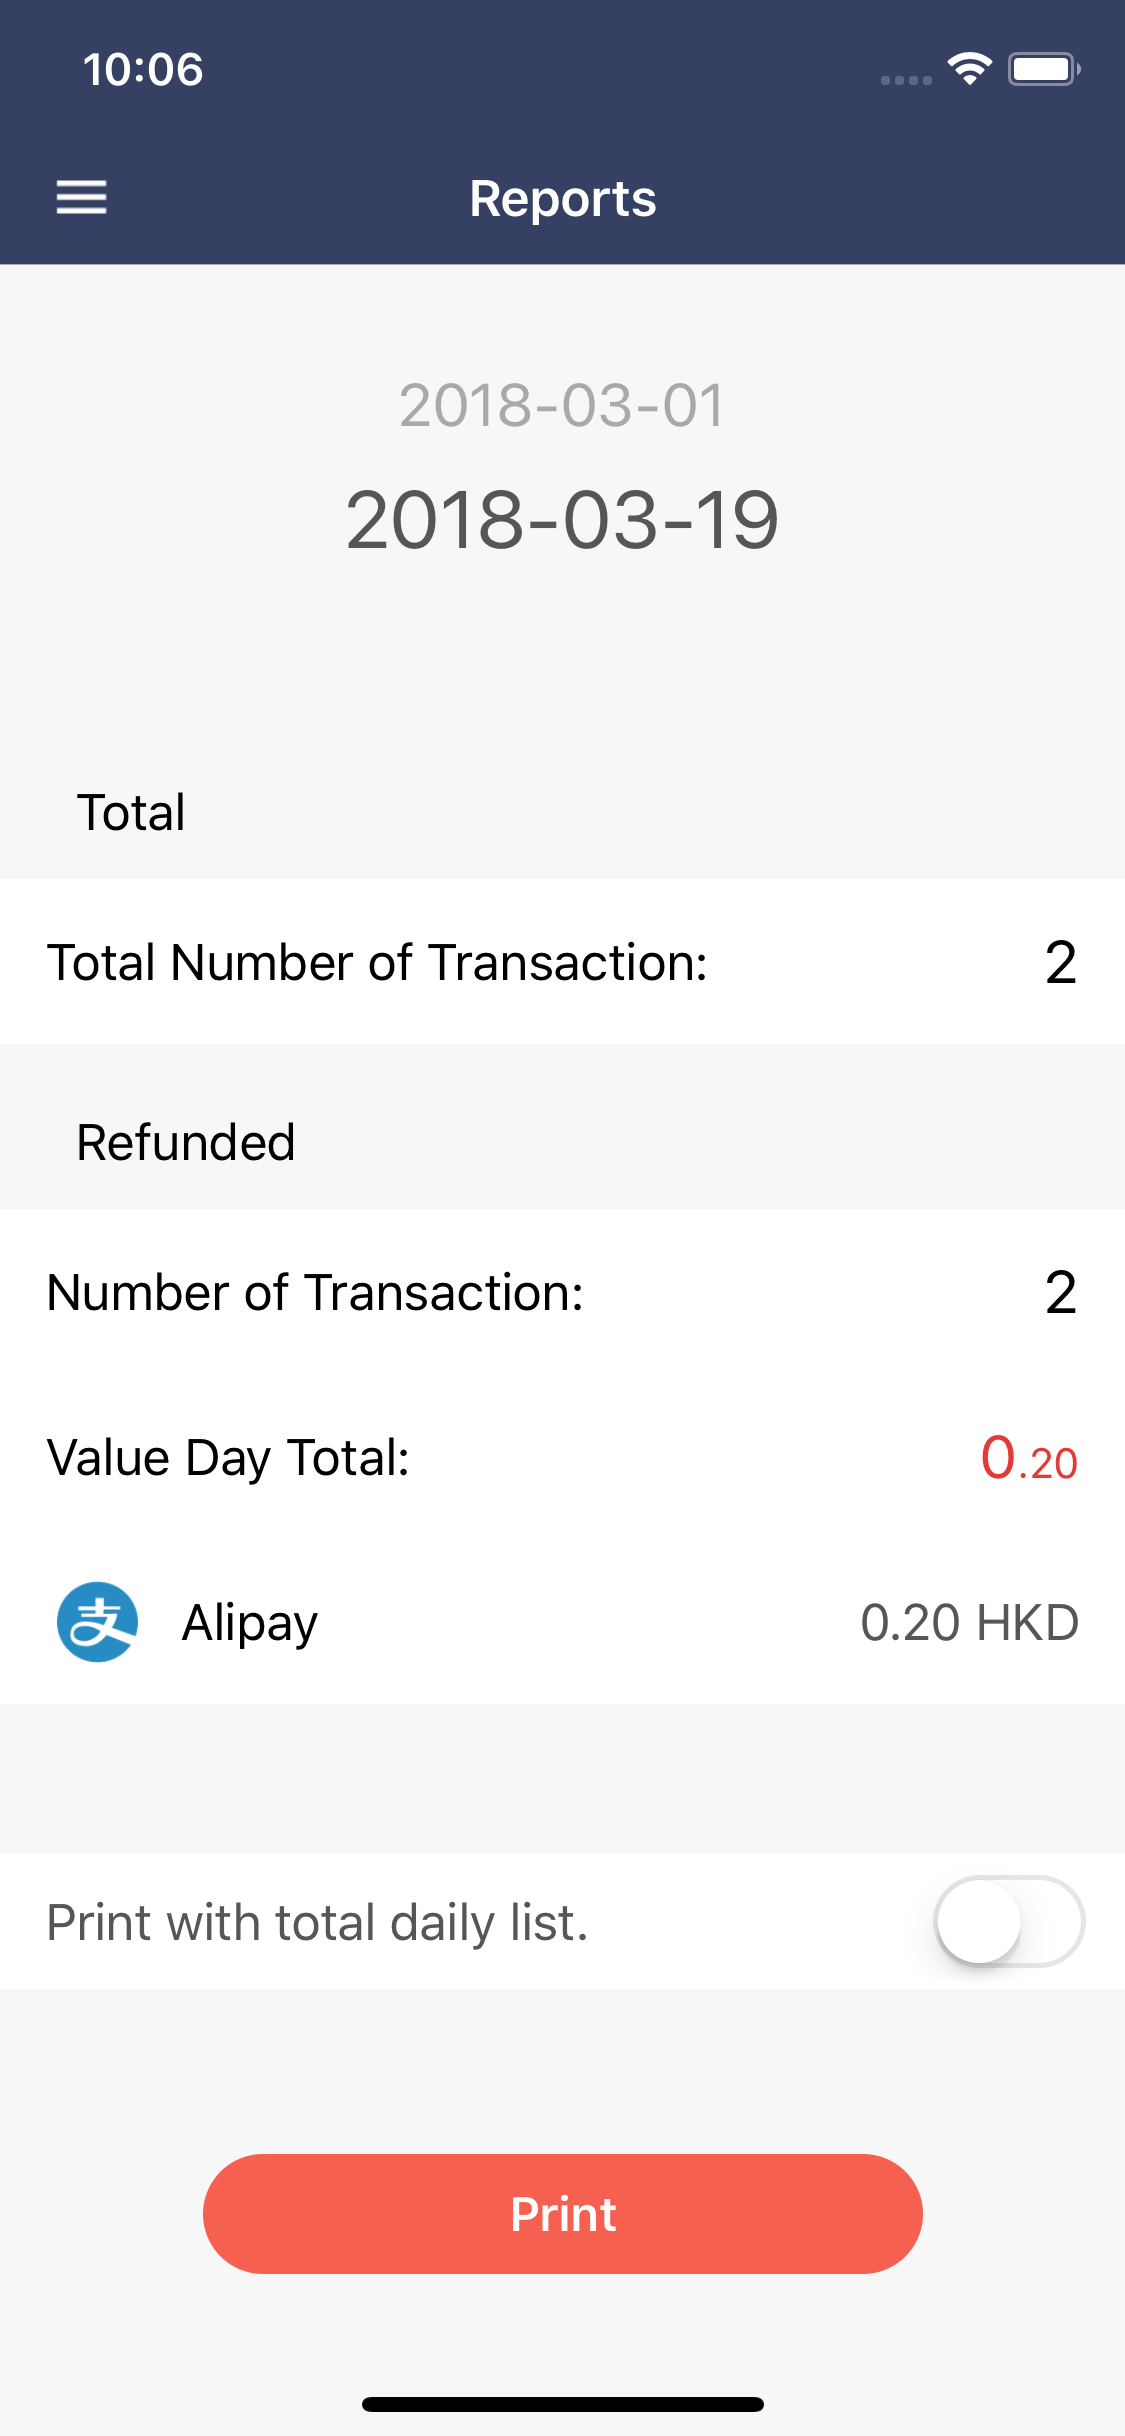 10:06
Reports
2018-03-01
2018-03-19
Total
Total Number of Transaction: 2
Refunded
Number of Transaction: 2
Value Day Total: 0.20
支 Alipay 0.20 HKD
Print with total daily list.
Print